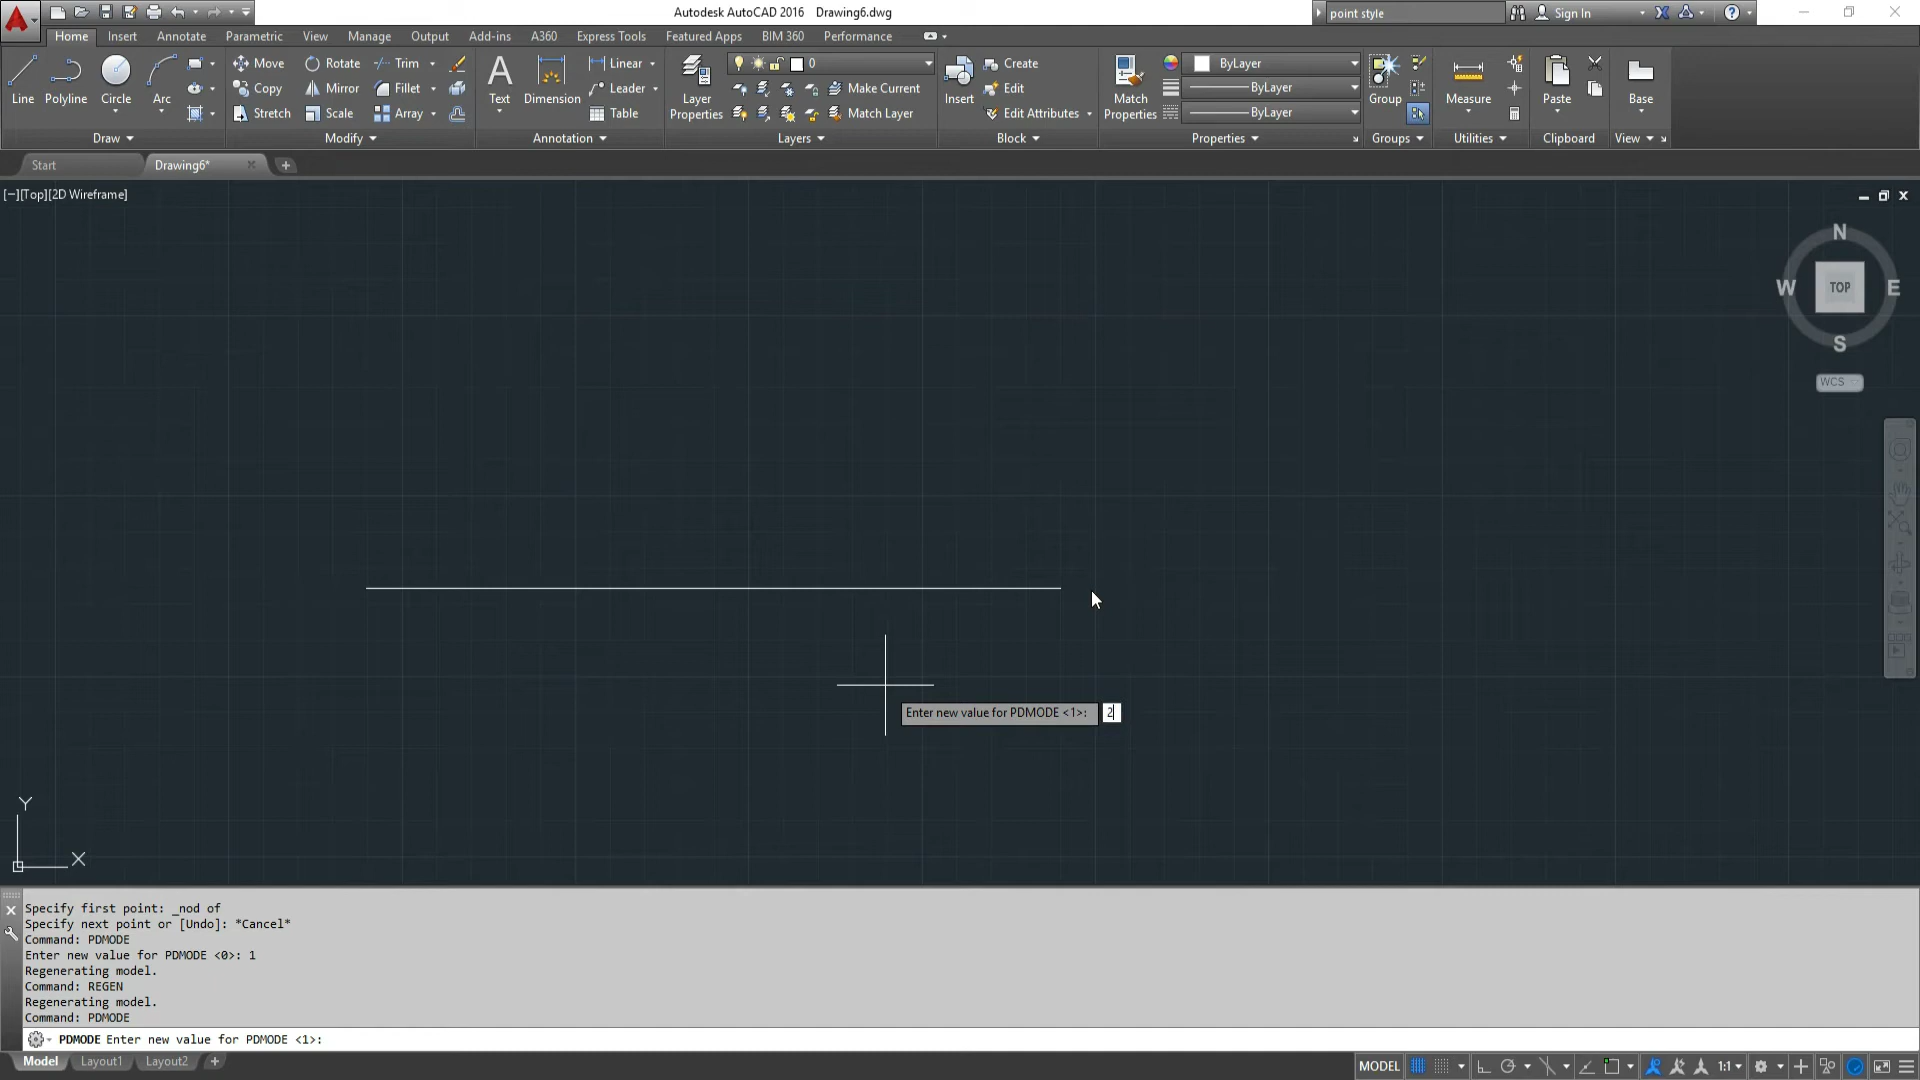 Autodesk AutoCAD 2016 Drawing6.dwg
point style
Sign In
Home Insert Annotate Parametric View Manage Output Add-ins A360 Express Tools Featured Apps BIM 360 Performance
Line
Polyline
Circle
Arc
Draw
Move
Rotate
Trim
Copy
Mirror
Fillet
Stretch
Scale
Array
Modify
Text
Dimension
Linear
Leader
Table
Annotation
Layer
Properties
0
Make Current
Match Layer
Layers
Insert
Create
Edit
Edit Attributes
Block
Match
Properties
ByLayer
ByLayer
ByLayer
Properties
Group
Groups
Measure
Utilities
Paste
Clipboard
Base
View
Start
Drawing6*
[−][Top][2D Wireframe]
N
W
TOP
E
S
WCS
Enter new value for PDMODE <1>: 2
Y
X
Specify first point: _nod of
Specify next point or [Undo]: *Cancel*
Command: PDMODE
Enter new value for PDMODE <0>: 1
Regenerating model.
Command: REGEN
Regenerating model.
Command: PDMODE
PDMODE Enter new value for PDMODE <1>:
Model Layout1 Layout2
MODEL
1:1